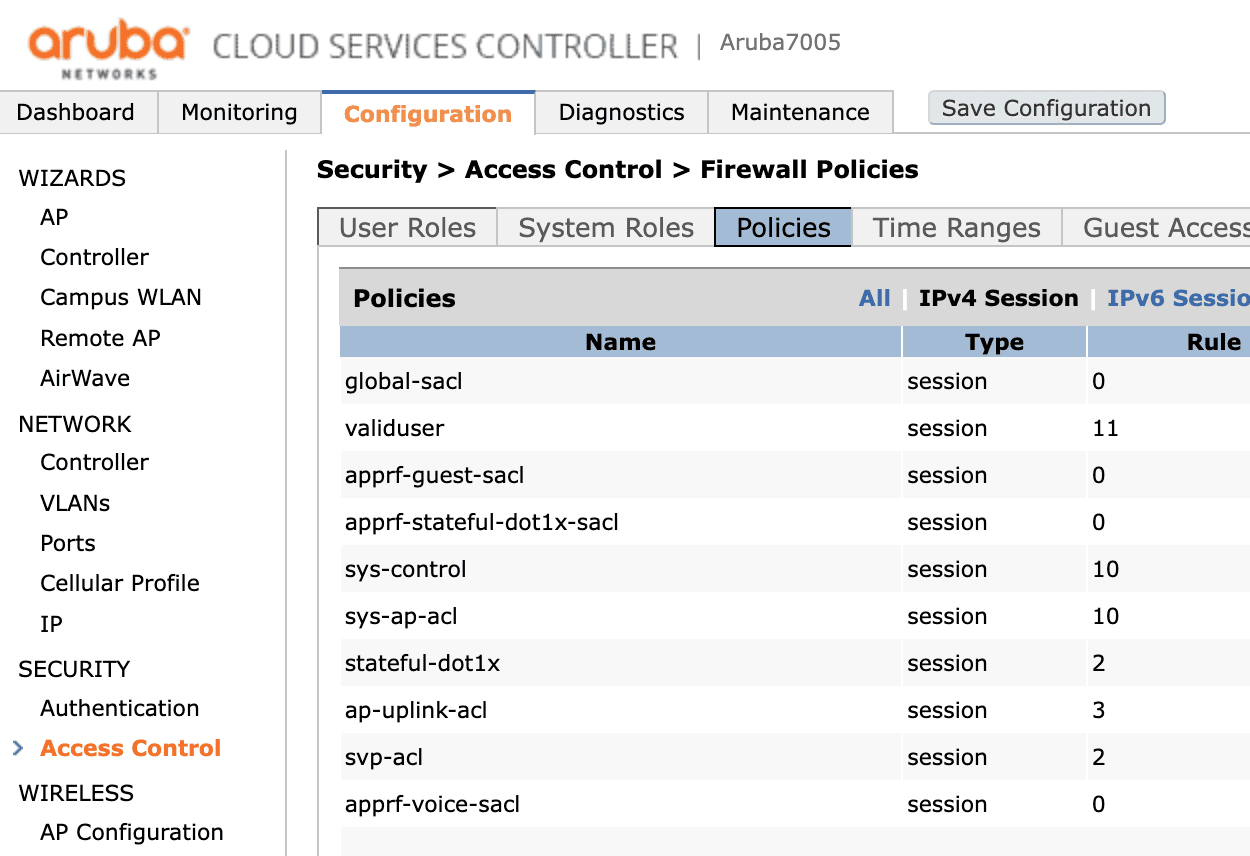 aruba NETWORKS CLOUD SERVICES CONTROLLER | Aruba7005
Dashboard Monitoring Configuration Diagnostics Maintenance Save Configuration
WIZARDS
AP
Controller
Campus WLAN
Remote AP
AirWave
NETWORK
Controller
VLANs
Ports
Cellular Profile
IP
SECURITY
Authentication
Access Control
WIRELESS
AP Configuration
Security > Access Control > Firewall Policies
User Roles System Roles Policies Time Ranges Guest Access
Policies All | IPv4 Session | IPv6 Sessio
Name Type Rule
global-sacl session 0
validuser session 11
apprf-guest-sacl session 0
apprf-stateful-dot1x-sacl session 0
sys-control session 10
sys-ap-acl session 10
stateful-dot1x session 2
ap-uplink-acl session 3
svp-acl session 2
apprf-voice-sacl session 0